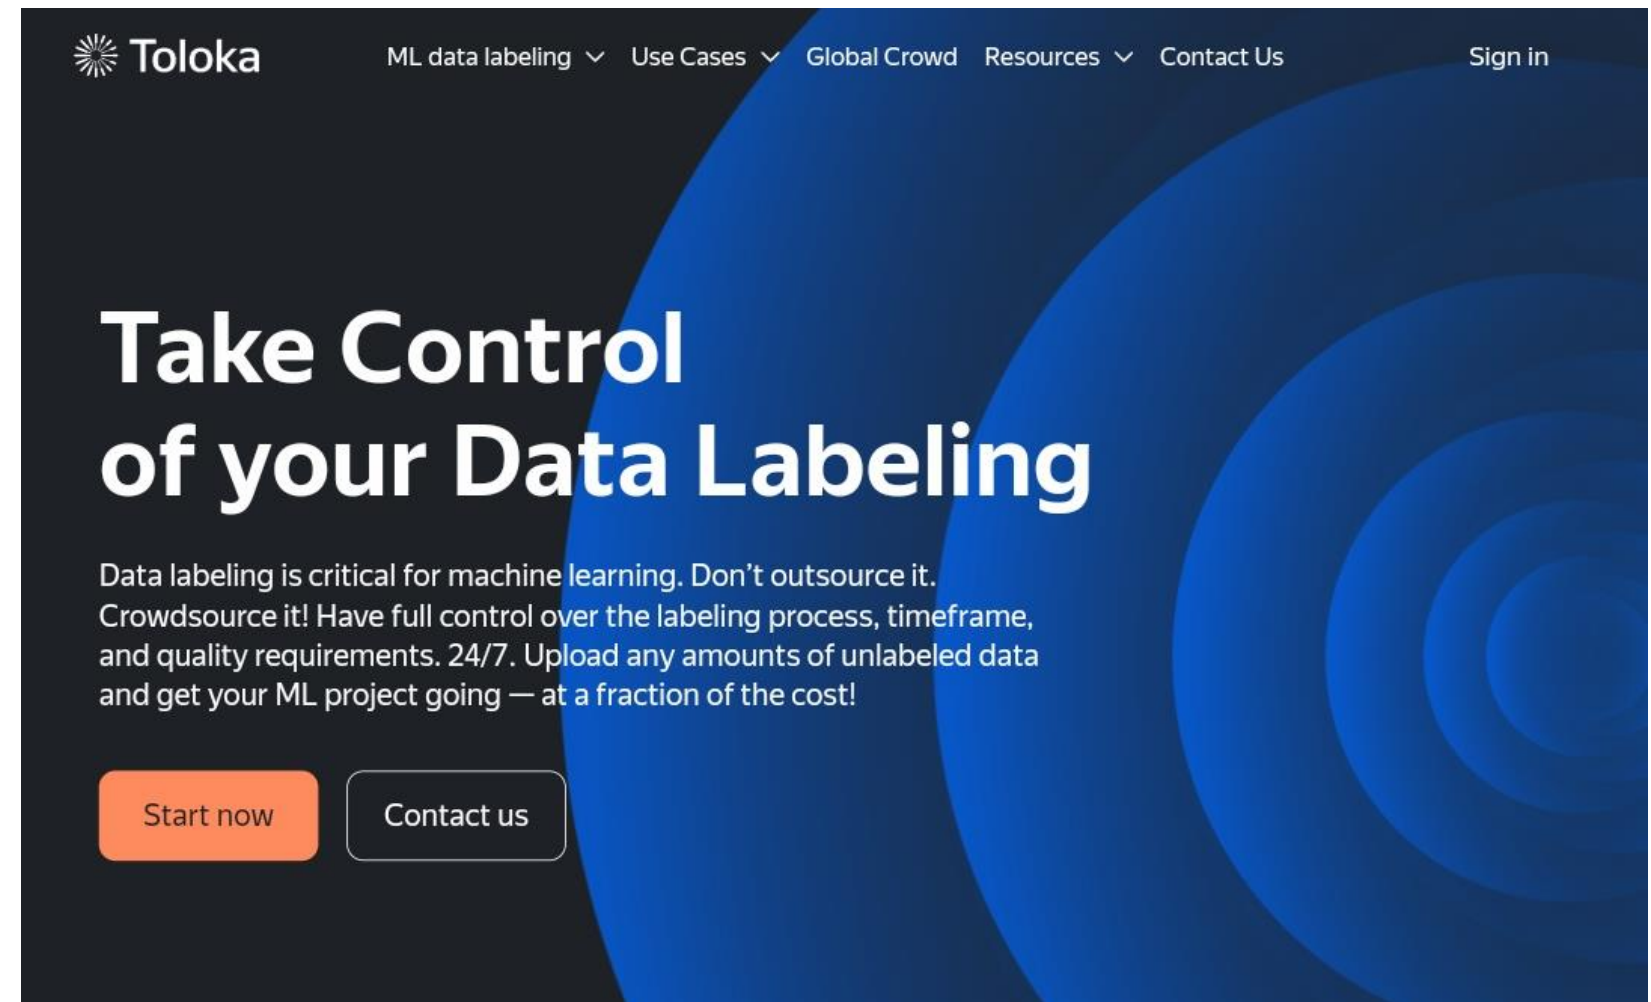 Toloka
ML data labeling Use Cases Global Crowd Resources Contact Us Sign in
Take Control
of your Data Labeling
Data labeling is critical for machine learning. Don’t outsource it.
Crowdsource it! Have full control over the labeling process, timeframe,
and quality requirements. 24/7. Upload any amounts of unlabeled data
and get your ML project going — at a fraction of the cost!
Start now
Contact us